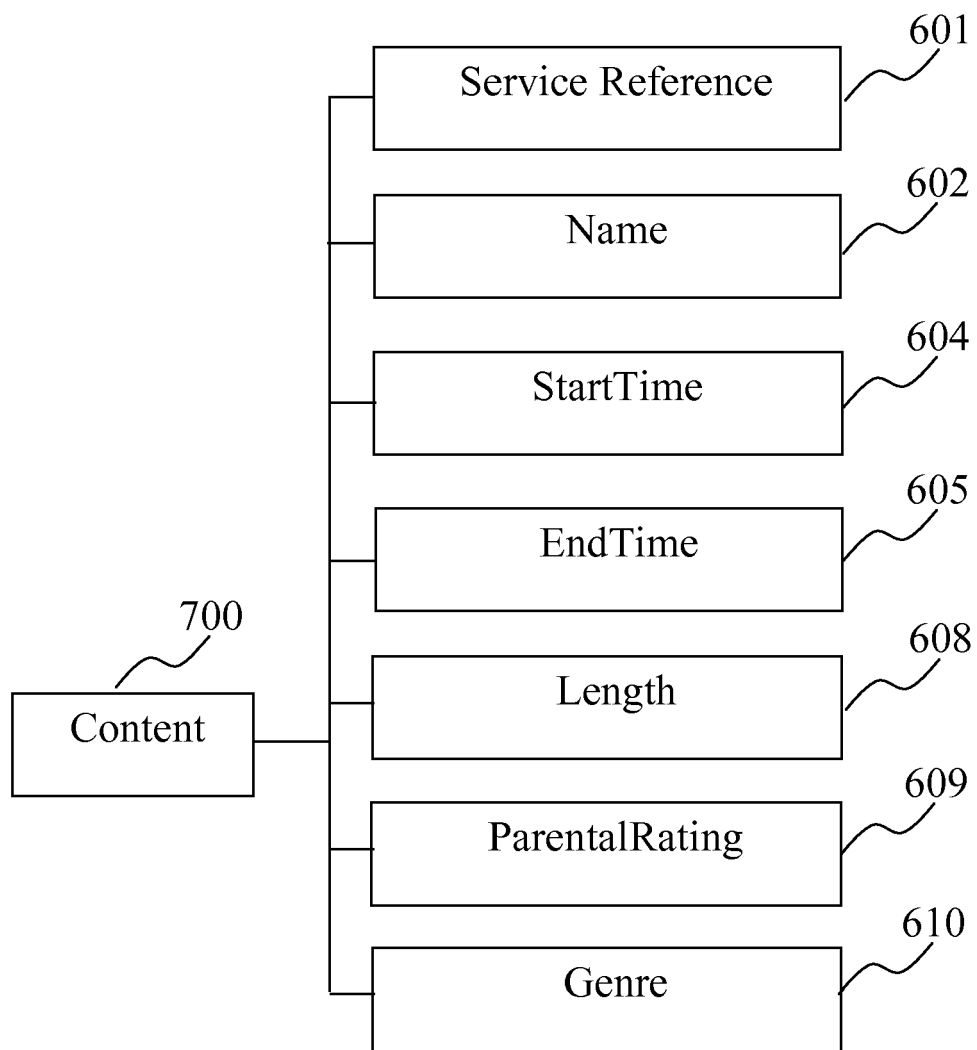 601
Service Reference
602
Name
604
StartTime
605
EndTime
700
608
Length
Content
609
ParentalRating
610
Genre